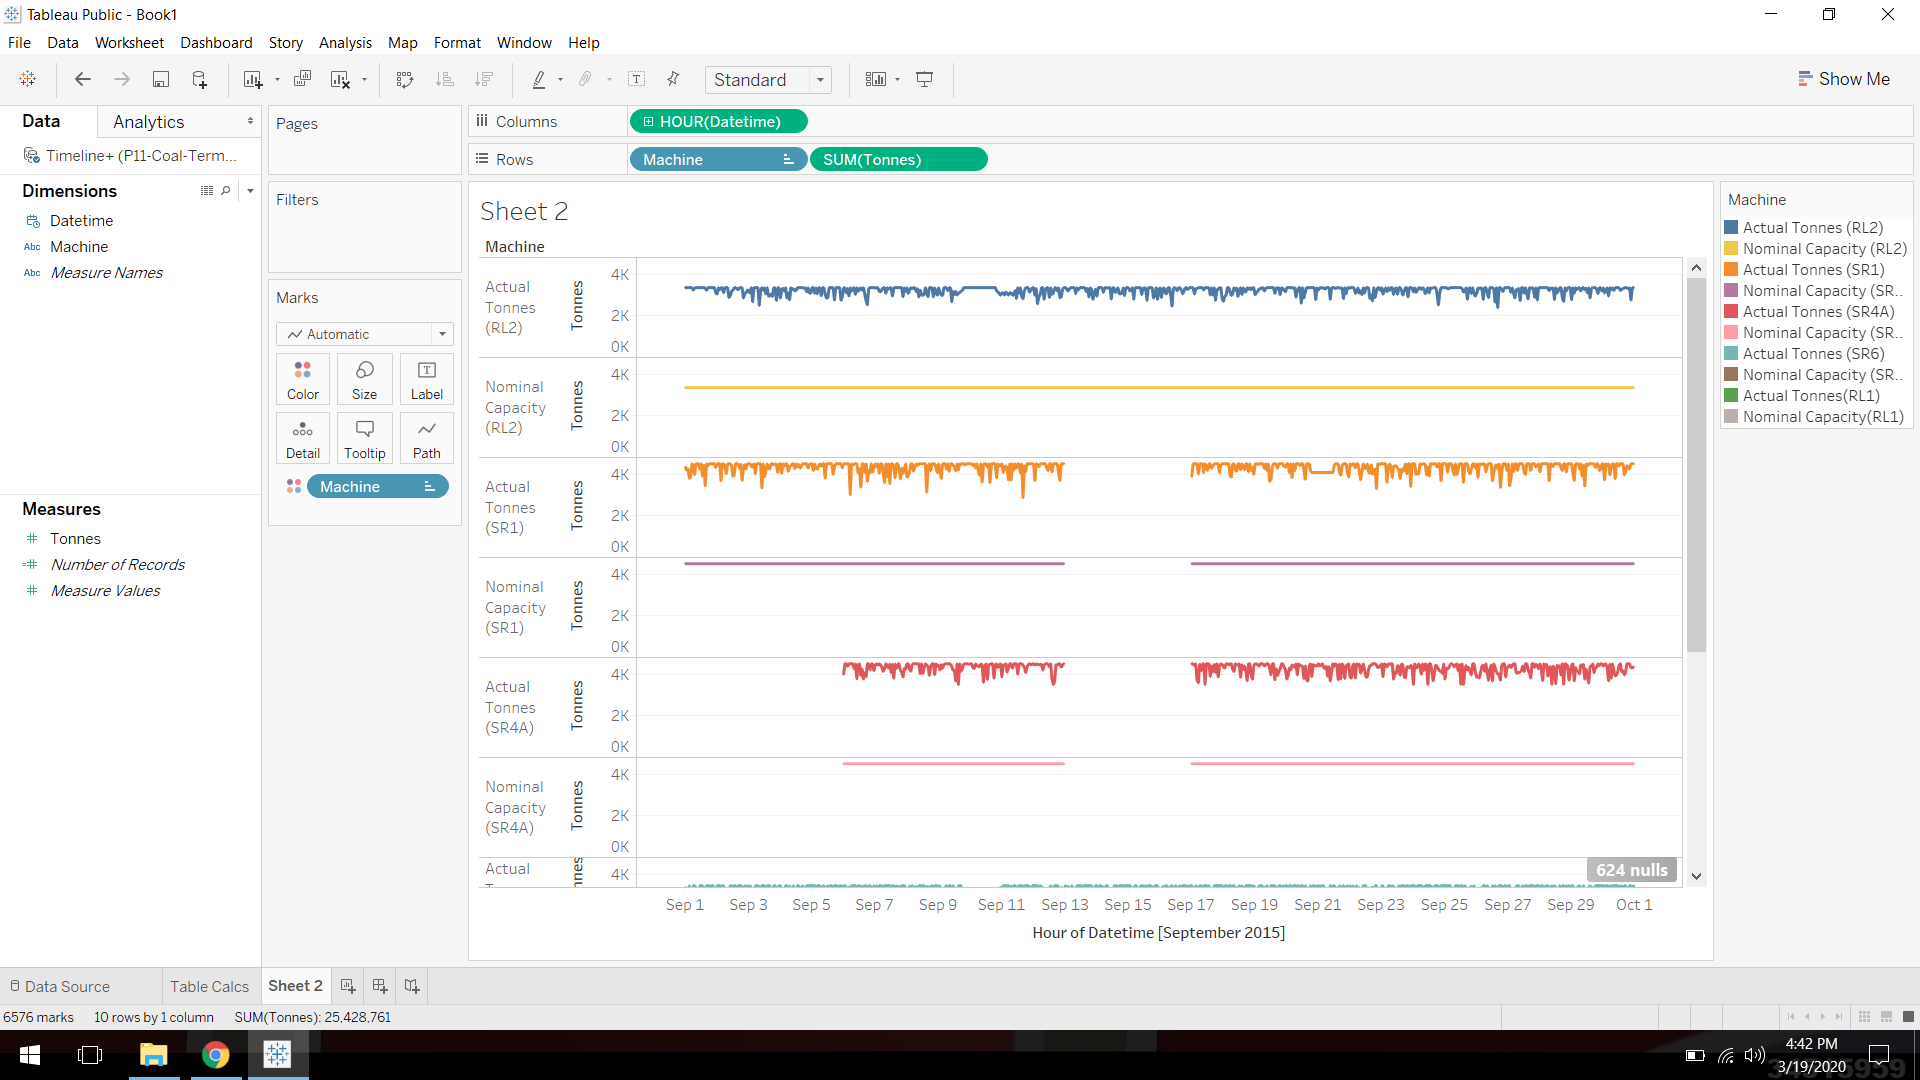 Tableau Public - Book1
File Data Worksheet Dashboard Story Analysis Map Format Window Help
Standard
Show Me
Data Analytics
Pages
Columns HOUR(Datetime)
Timeline+ (P11-Coal-Term...
Rows Machine SUM(Tonnes)
Dimensions
Filters
Datetime
Abc Machine
Abc Measure Names
Marks
Automatic
Color Size Label
Detail Tooltip Path
Machine
Measures
Tonnes
Number of Records
Measure Values
Sheet 2
Machine
Actual Tonnes (RL2) Tonnes 4K 2K 0K
Nominal Capacity (RL2) Tonnes 4K 2K 0K
Actual Tonnes (SR1) Tonnes 4K 2K 0K
Nominal Capacity (SR1) Tonnes 4K 2K 0K
Actual Tonnes (SR4A) Tonnes 4K 2K 0K
Nominal Capacity (SR4A) Tonnes 4K 2K 0K
Actual 4K
624 nulls
Sep 1 Sep 3 Sep 5 Sep 7 Sep 9 Sep 11 Sep 13 Sep 15 Sep 17 Sep 19 Sep 21 Sep 23 Sep 25 Sep 27 Sep 29 Oct 1
Hour of Datetime [September 2015]
Machine
Actual Tonnes (RL2)
Nominal Capacity (RL2)
Actual Tonnes (SR1)
Nominal Capacity (SR..
Actual Tonnes (SR4A)
Nominal Capacity (SR..
Actual Tonnes (SR6)
Nominal Capacity (SR..
Actual Tonnes(RL1)
Nominal Capacity(RL1)
Data Source Table Calcs Sheet 2
6576 marks 10 rows by 1 column SUM(Tonnes): 25,428,761
4:42 PM
3/19/2020